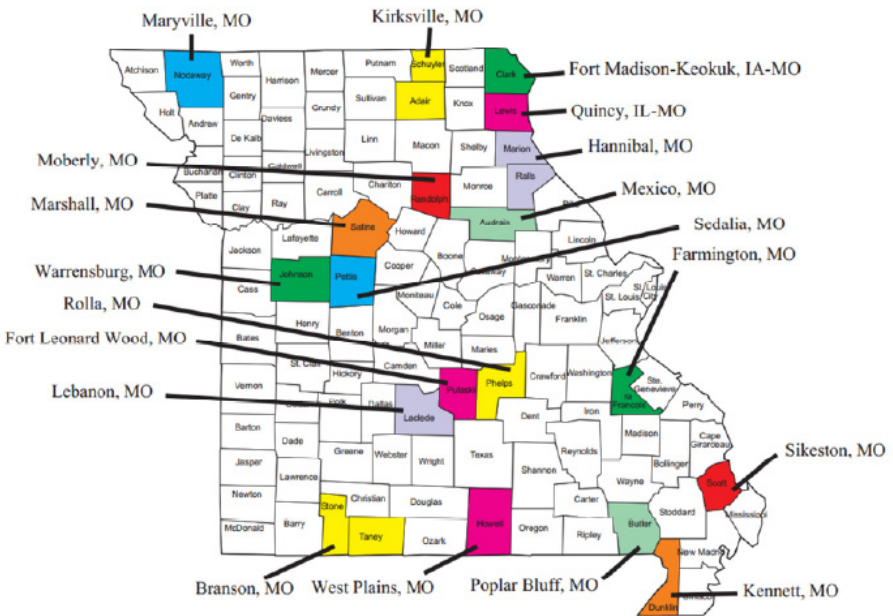 Maryville, MO
Kirksville, MO
Fort Madison-Keokuk, IA-MO
Quincy, IL-MO
Hannibal, MO
Moberly, MO
Mexico, MO
Marshall, MO
Sedalia, MO
Farmington, MO
Warrensburg, MO
Rolla, MO
Fort Leonard Wood, MO
Lebanon, MO
Sikeston, MO
Branson, MO
West Plains, MO
Poplar Bluff, MO
Kennett, MO
Atchison
Nodaway
Worth
Harrison
Mercer
Putnam
Schuyler
Scotland
Clark
Holt
Andrew
Gentry
De Kalb
Daviess
Grundy
Sullivan
Adair
Knox
Lewis
Linn
Macon
Shelby
Marion
Buchanan
Clinton
Livingston
Ralls
Platte
Clay
Ray
Carroll
Chariton
Randolph
Monroe
Audrain
Jackson
Lafayette
Saline
Howard
Boone
Lincoln
Warren
St. Charles
St. Louis
St. Louis
City
Cass
Johnson
Pettis
Cooper
Moniteau
Cole
Osage
Gasconade
Franklin
Jefferson
Bates
Henry
Benton
Morgan
Miller
Maries
Camden
Hickory
Vernon
Pulaski
Phelps
Crawford
Washington
Ste.
Genevieve
Francois
Perry
Dallas
Laclede
Dent
Iron
Madison
Barton
Dade
Greene
Webster
Wright
Texas
Shannon
Reynolds
Wayne
Bollinger
Cape
Girardeau
Jasper
Lawrence
Newton
McDonald
Barry
Stone
Christian
Taney
Douglas
Ozark
Howell
Oregon
Carter
Ripley
Butler
Stoddard
Scott
Mississippi
New Madrid
Dunklin